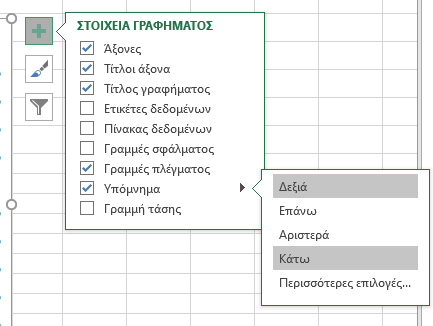 ΣΤΟΙΧΕΙΑ ΓΡΑΦΗΜΑΤΟΣ
Άξονες
Τίτλοι άξονα
Τίτλος γραφήματος
Ετικέτες δεδομένων
Πίνακας δεδομένων
Γραμμές σφάλματος
Γραμμές πλέγματος
Υπόμνημα
Γραμμή τάσης
Δεξιά
Επάνω
Αριστερά
Κάτω
Περισσότερες επιλογές...